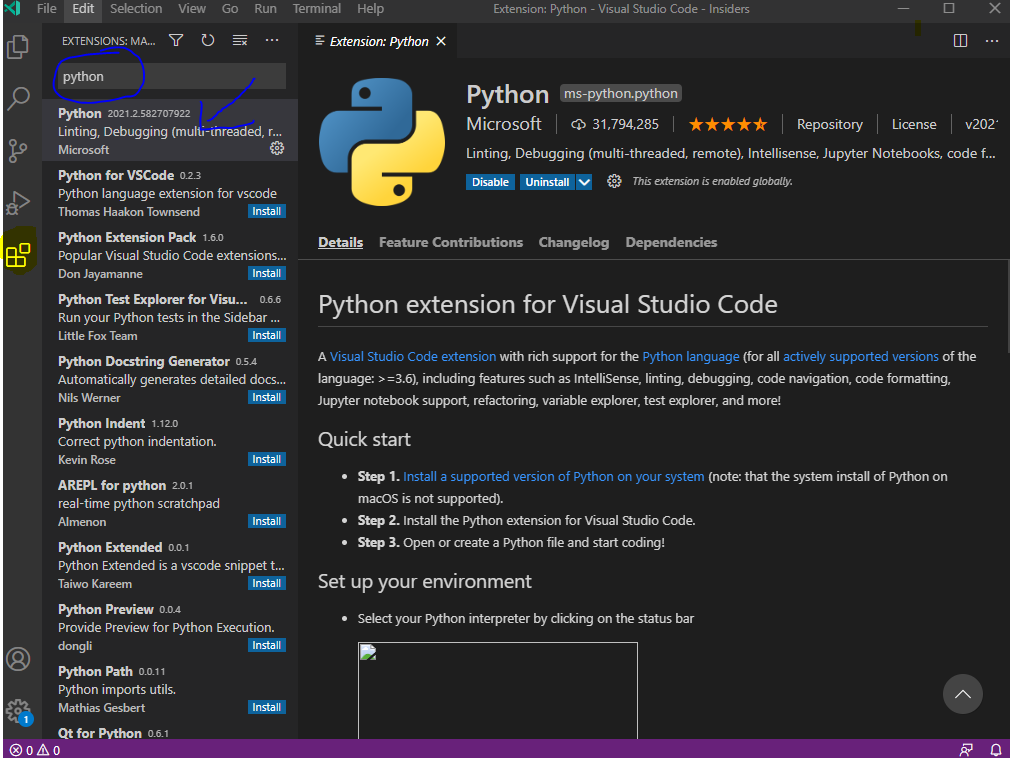 File Edit Selection View Go Run Terminal Help
Extension: Python - Visual Studio Code - Insiders
EXTENSIONS: MA...
python
Python 2021.2.582707922
Linting, Debugging (multi-threaded, r...
Microsoft
Python for VSCode 0.2.3
Python language extension for vscode
Thomas Haakon Townsend Install
Python Extension Pack 1.6.0
Popular Visual Studio Code extensions...
Don Jayamanne Install
Python Test Explorer for Visu... 0.6.6
Run your Python tests in the Sidebar ...
Little Fox Team Install
Python Docstring Generator 0.5.4
Automatically generates detailed docs...
Nils Werner Install
Python Indent 1.12.0
Correct python indentation.
Kevin Rose Install
AREPL for python 2.0.1
real-time python scratchpad
Almenon Install
Python Extended 0.0.1
Python Extended is a vscode snippet t...
Taiwo Kareem Install
Python Preview 0.0.4
Provide Preview for Python Execution.
dongli Install
Python Path 0.0.11
Python imports utils.
Mathias Gesbert Install
Qt for Python 0.6.1
Extension: Python
Python ms-python.python
Microsoft 31,794,285 Repository License v202
Linting, Debugging (multi-threaded, remote), Intellisense, Jupyter Notebooks, code f...
Disable Uninstall This extension is enabled globally.
Details Feature Contributions Changelog Dependencies
Python extension for Visual Studio Code
A Visual Studio Code extension with rich support for the Python language (for all actively supported versions of the
language: >=3.6), including features such as IntelliSense, linting, debugging, code navigation, code formatting,
Jupyter notebook support, refactoring, variable explorer, test explorer, and more!
Quick start
• Step 1. Install a supported version of Python on your system (note: that the system install of Python on
macOS is not supported).
• Step 2. Install the Python extension for Visual Studio Code.
• Step 3. Open or create a Python file and start coding!
Set up your environment
• Select your Python interpreter by clicking on the status bar
1
0 0